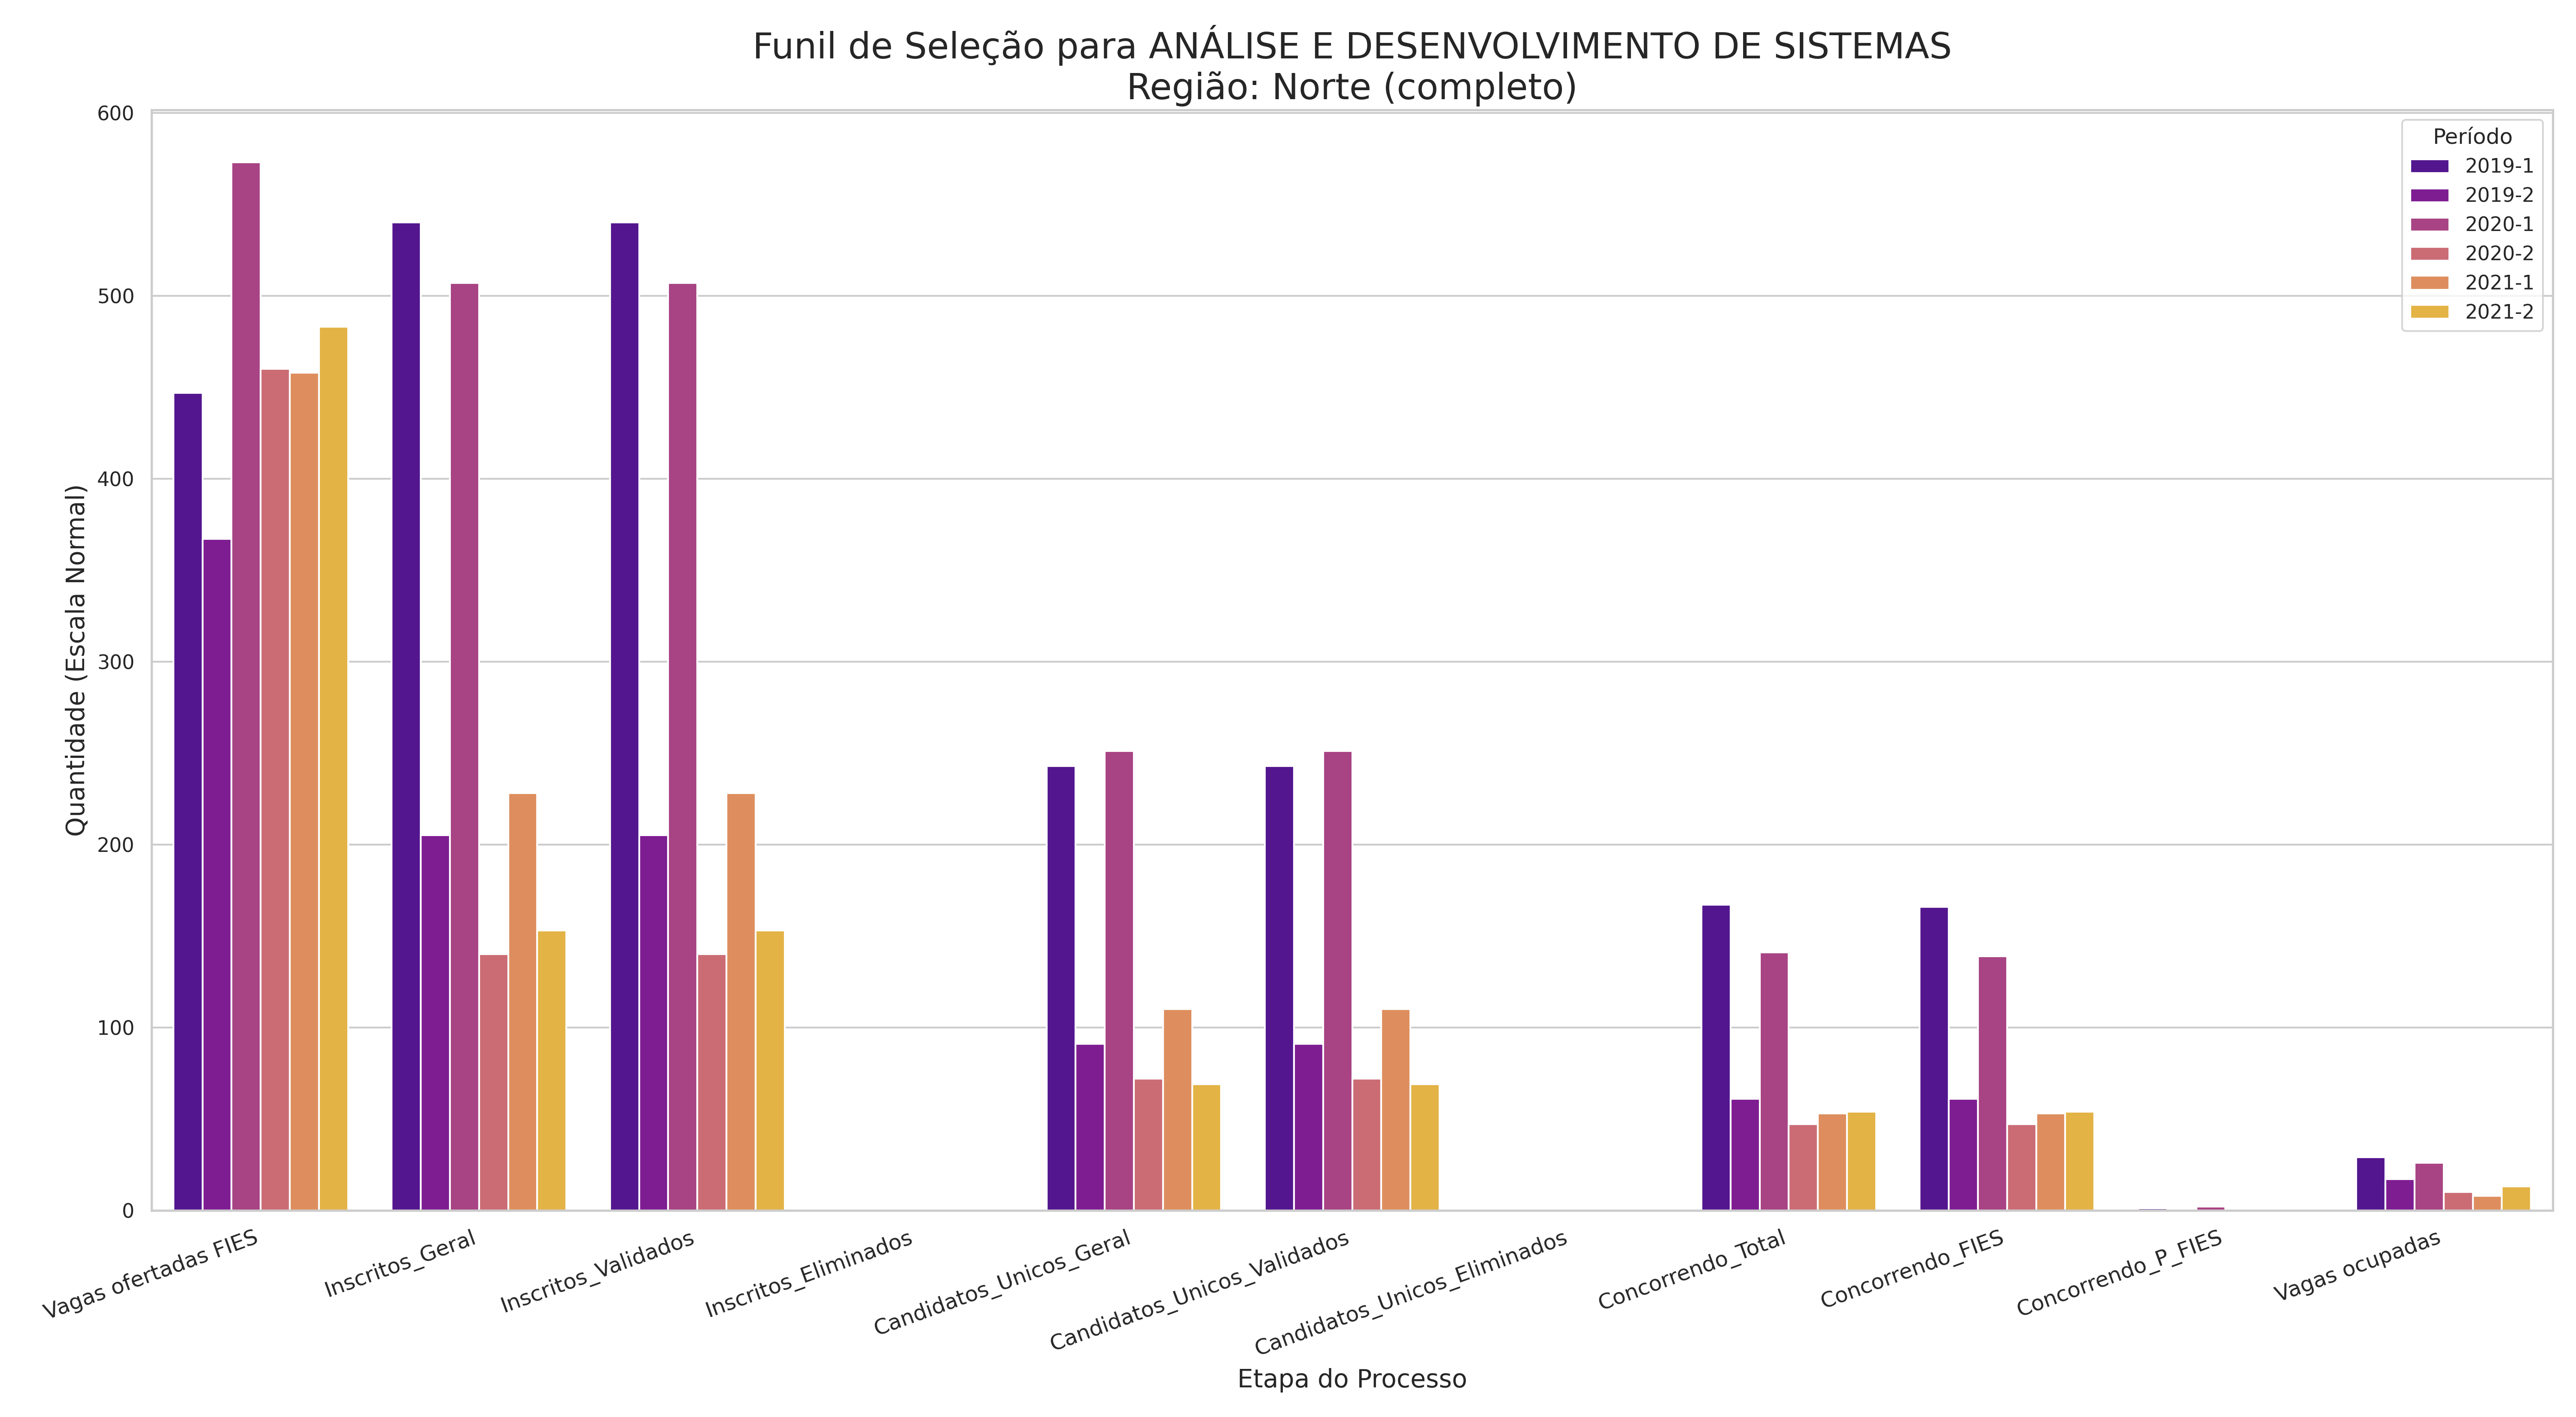 Funil de Seleção para ANÁLISE E DESENVOLVIMENTO DE SISTEMAS
Região: Norte (completo)
Quantidade (Escala Normal)
600
500
400
300
200
100
0
Período
2019-1
2019-2
2020-1
2020-2
2021-1
2021-2
Vagas ofertadas FIES
Inscritos_Geral
Inscritos_Validados
Inscritos_Eliminados
Candidatos_Unicos_Geral
Candidatos_Unicos_Validados
Candidatos_Unicos_Eliminados
Concorrendo_Total
Concorrendo_FIES
Concorrendo_P_FIES
Vagas ocupadas
Etapa do Processo